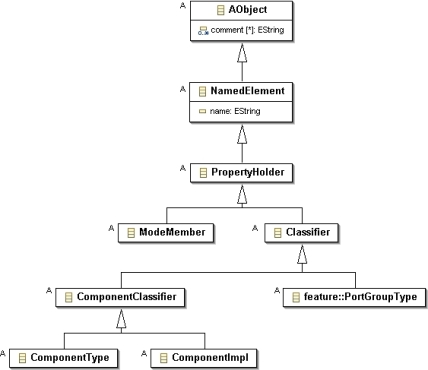 A AObject
comment [*]: EString
A NamedElement
name: EString
A PropertyHolder
A ModeMember
A Classifier
A ComponentClassifier
A feature::PortGroupType
A ComponentType
A ComponentImpl